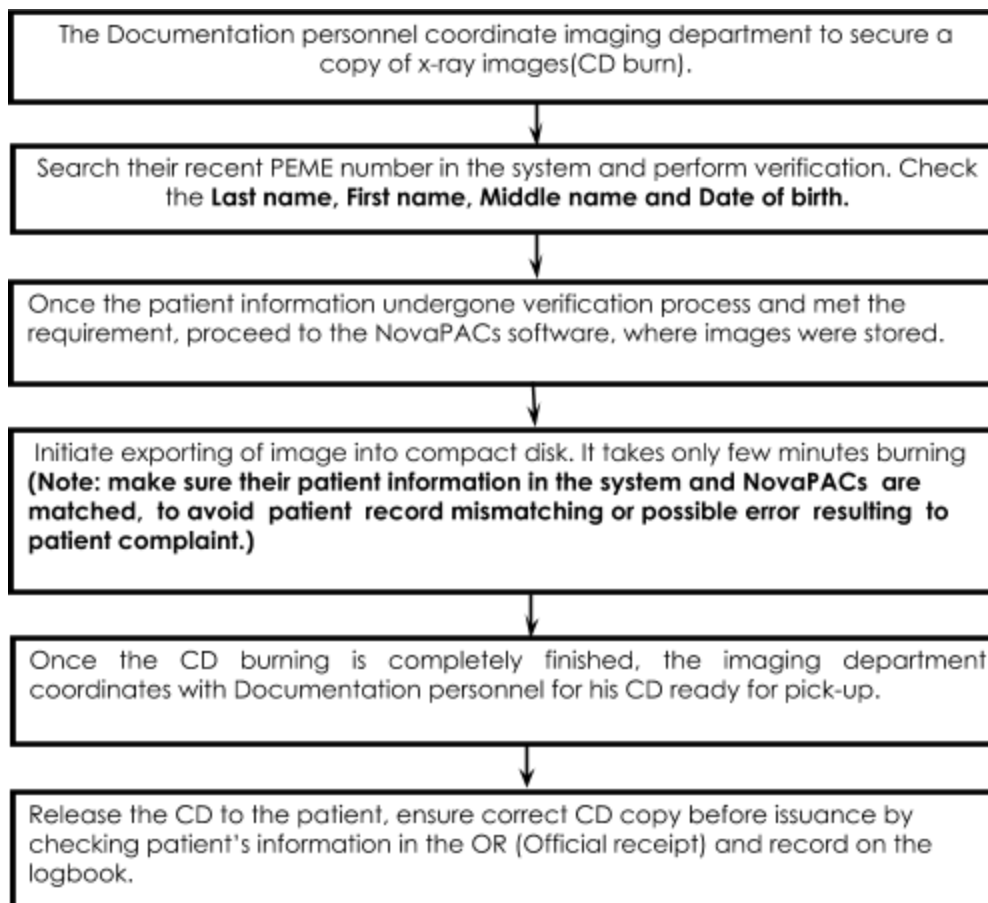 The Documentation personnel coordinate imaging department to secure a
copy of x-ray images(CD burn).
Search their recent PEME number in the system and perform verification. Check
the Last name, First name, Middle name and Date of birth.
Once the patient information undergone verification process and met the
requirement, proceed to the NovaPACs software, where images were stored.
Initiate exporting of image into compact disk. It takes only few minutes burning
(Note: make sure their patient information in the system and NovaPACs are
matched, to avoid patient record mismatching or possible error resulting to
patient complaint.)
Once the CD burning is completely finished, the imaging department
coordinates with Documentation personnel for his CD ready for pick-up.
Release the CD to the patient, ensure correct CD copy before issuance by
checking patient's information in the OR (Official receipt) and record on the
logbook.